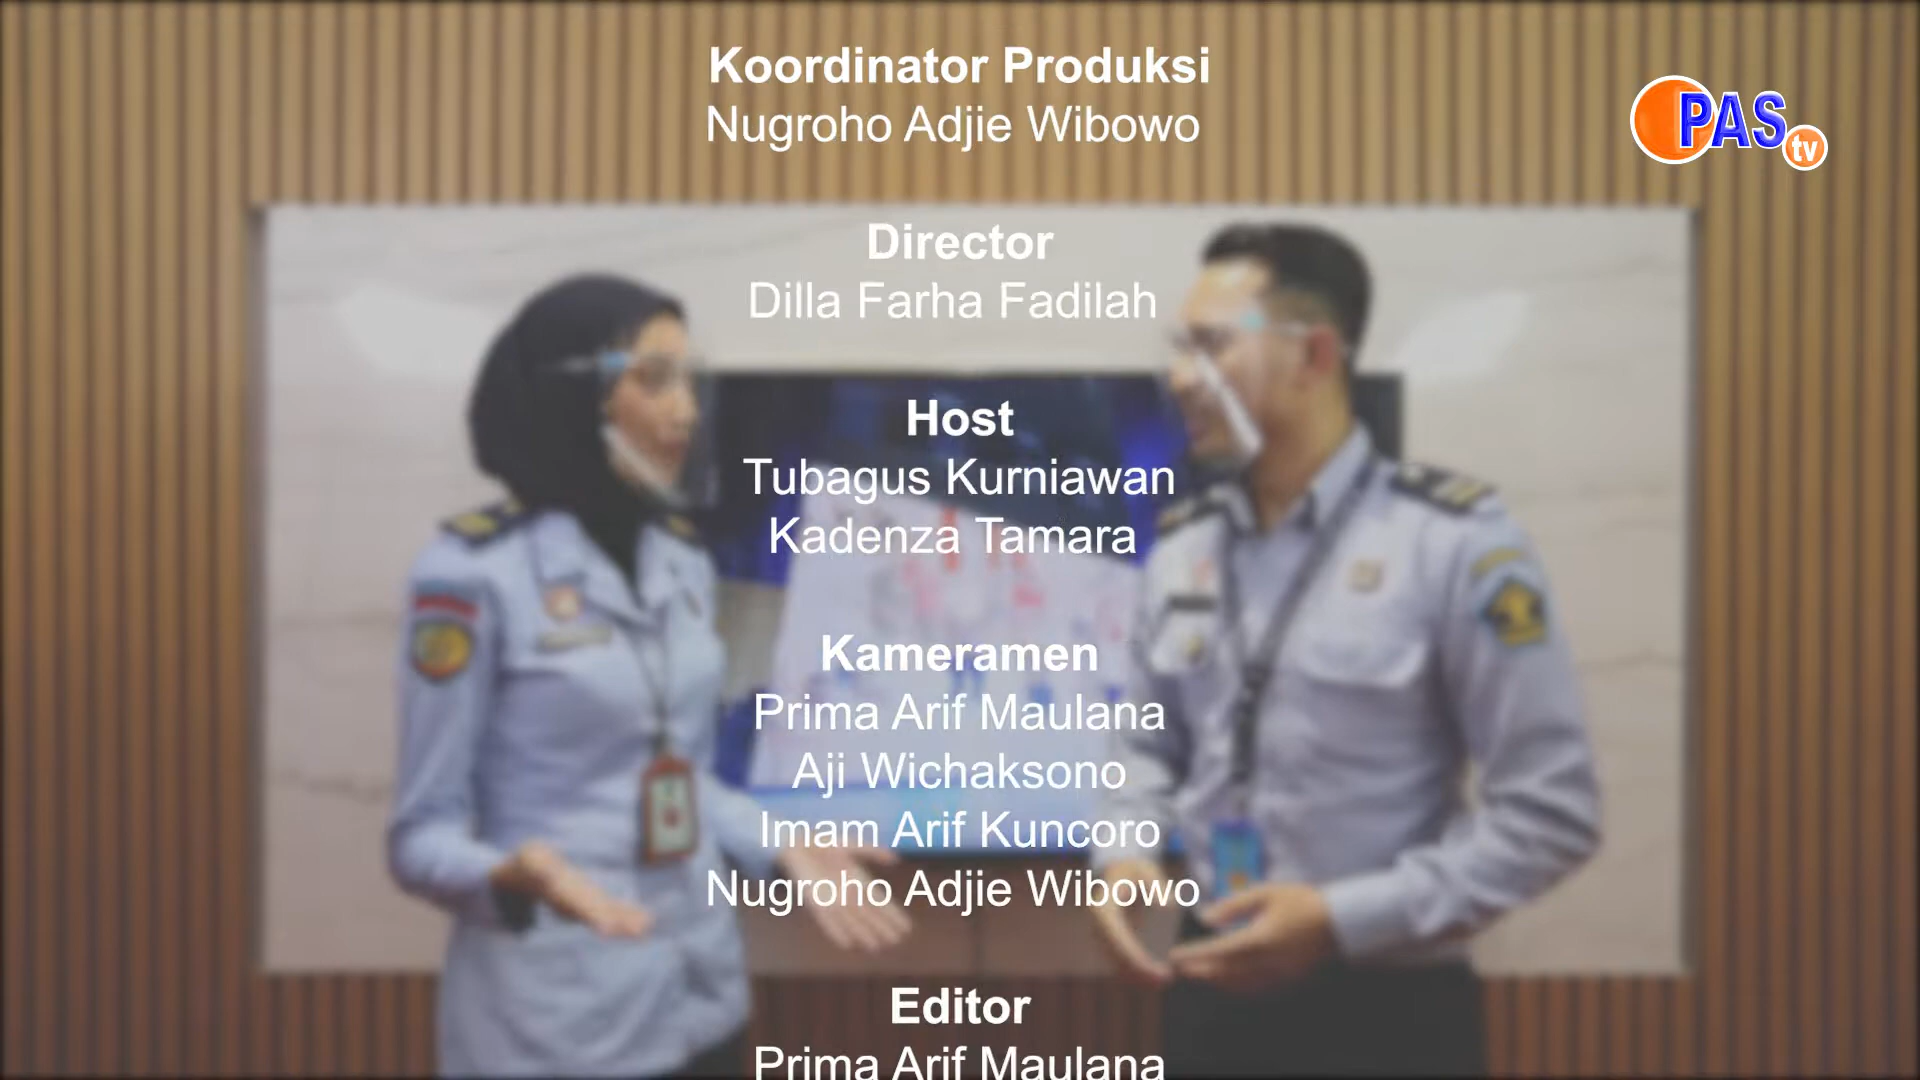 Koordinator Produksi
Nugroho Adjie Wibowo
PAS
tv
Director
Dilla Farha Fadilah
Host
Tubagus Kurniawan
Kadenza Tamara
Kameramen
Prima Arif Maulana
Aji Wichaksono
Imam Arif Kuncoro
Nugroho Adjie Wibowo
Editor
Prima Arif Maulana